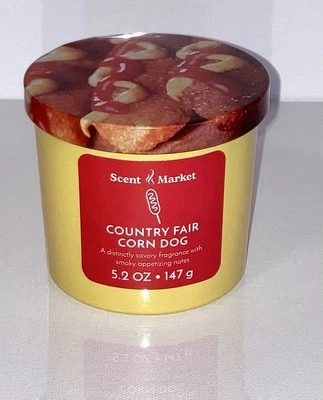 Scent Market
COUNTRY FAIR
CORN DOG
A distinctly savory fragrance with
smoky appetizing notes
5.2 OZ • 147 g